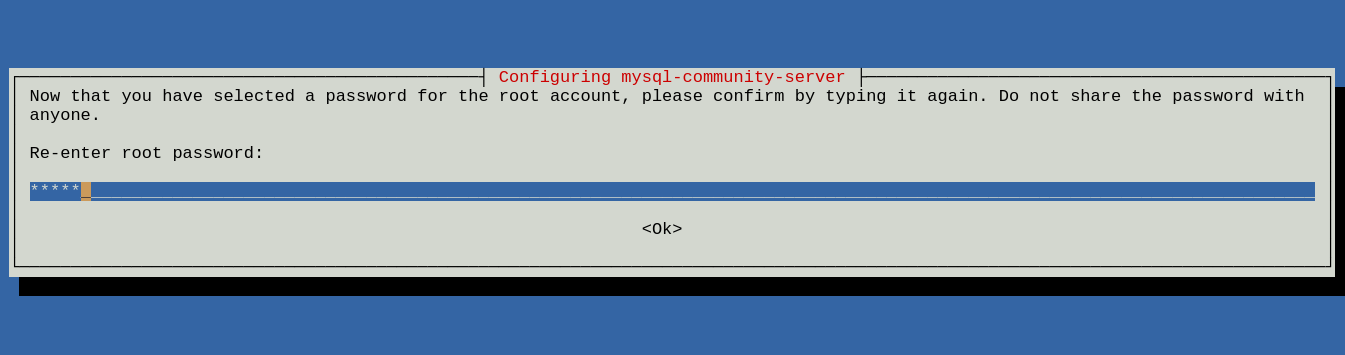 Configuring mysql-community-server
Now that you have selected a password for the root account, please confirm by typing it again. Do not share the password with
anyone.
Re-enter root password:
*****
<Ok>